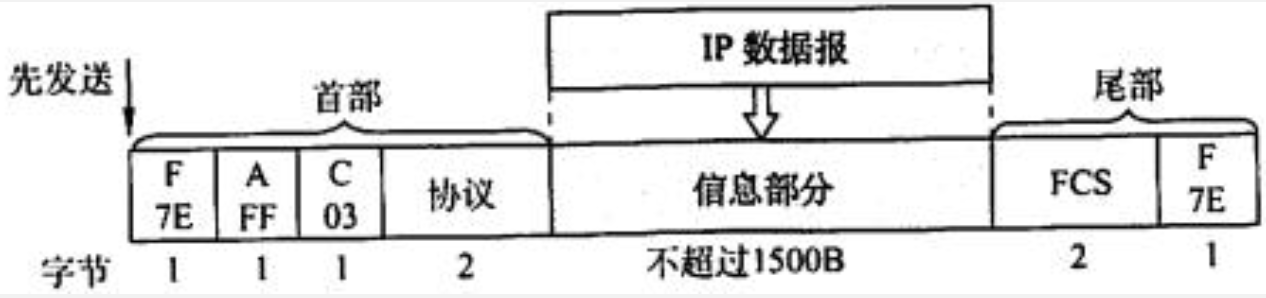 IP 数据报
先发送
首部
尾部
F A C 协议 信息部分 FCS F
7E FF 03 7E
字节 1 1 1 2 不超过1500B 2 1